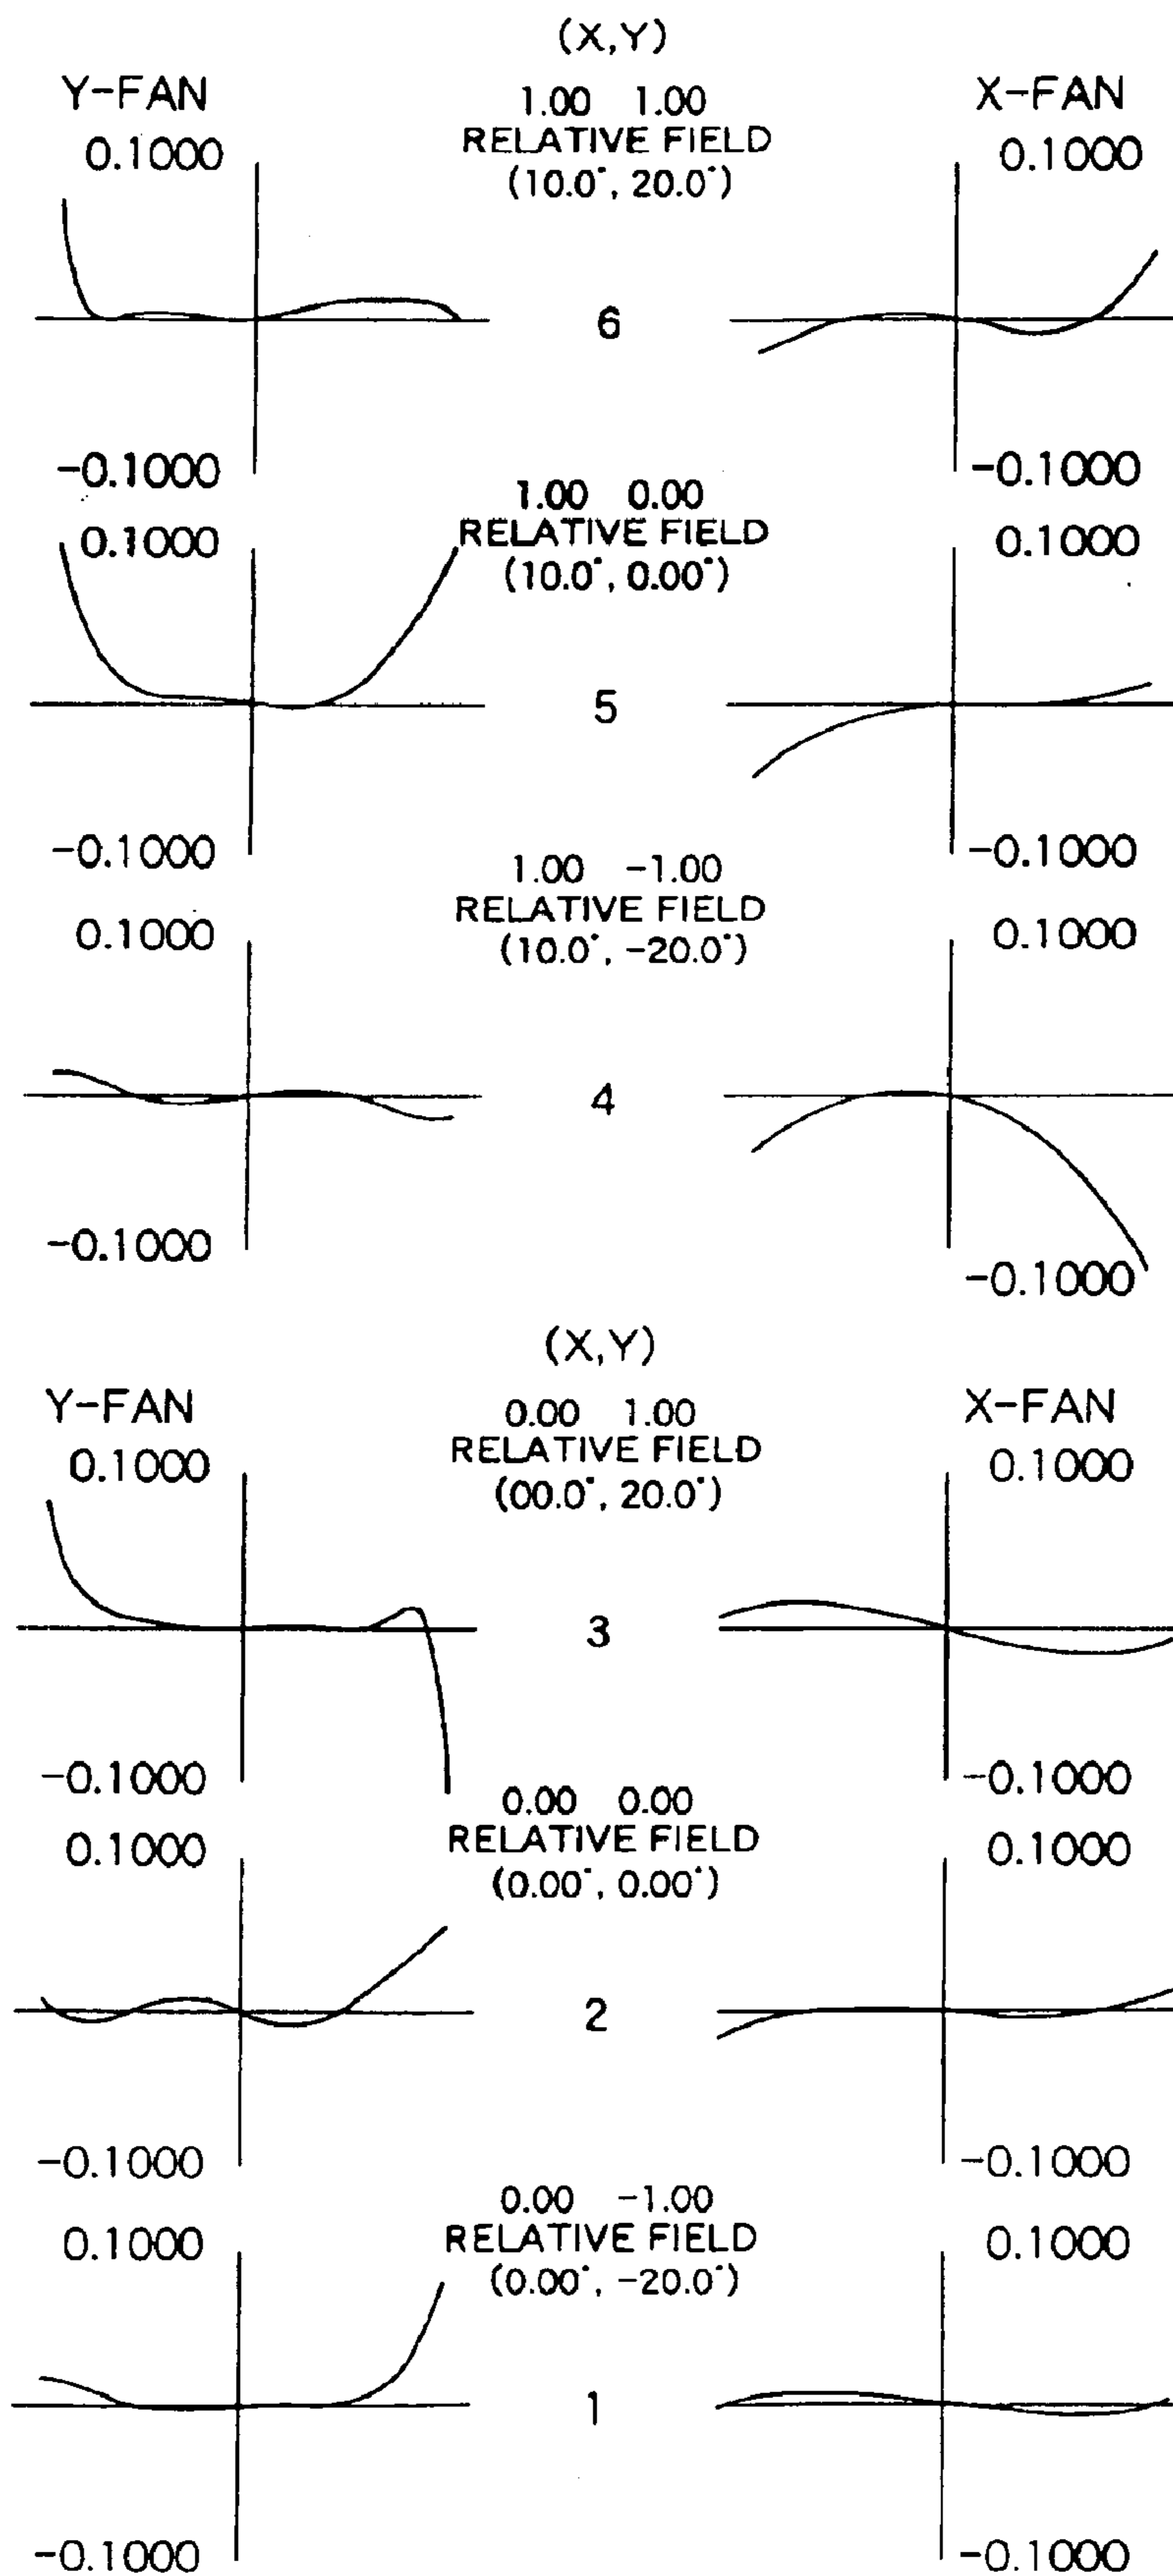 (X,Y)
Y-FAN 1.00 1.00 X-FAN
0.1000 RELATIVE FIELD 0.1000
(10.0°, 20.0°)
6
-0.1000 -0.1000
1.00 0.00
0.1000 RELATIVE FIELD 0.1000
(10.0°, 0.00°)
5
-0.1000 -0.1000
1.00 -1.00
0.1000 RELATIVE FIELD 0.1000
(10.0°, -20.0°)
4
-0.1000 -0.1000
(X,Y)
Y-FAN 0.00 1.00 X-FAN
0.1000 RELATIVE FIELD 0.1000
(00.0°, 20.0°)
3
-0.1000 -0.1000
0.00 0.00
0.1000 RELATIVE FIELD 0.1000
(0.00°, 0.00°)
2
-0.1000 -0.1000
0.00 -1.00
0.1000 RELATIVE FIELD 0.1000
(0.00°, -20.0°)
1
-0.1000 -0.1000